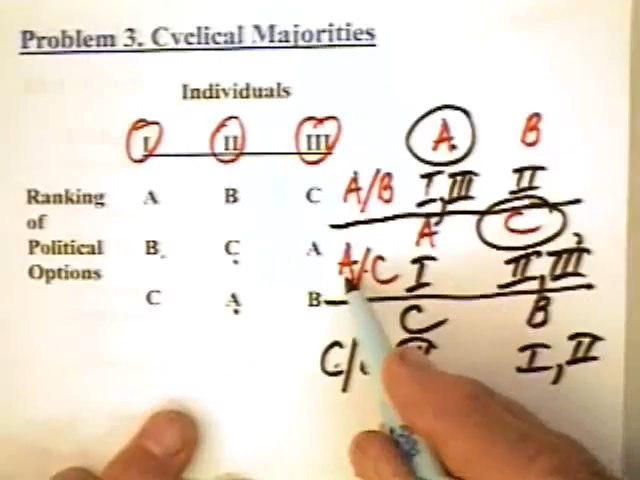 Problem 3. Cyclical Majorities
Individuals
I II III
A B
Ranking A B C
A/B I, III II
of
A C,
Political B C A
Options
A/C I II, III
C A B
C B
C/ I, II